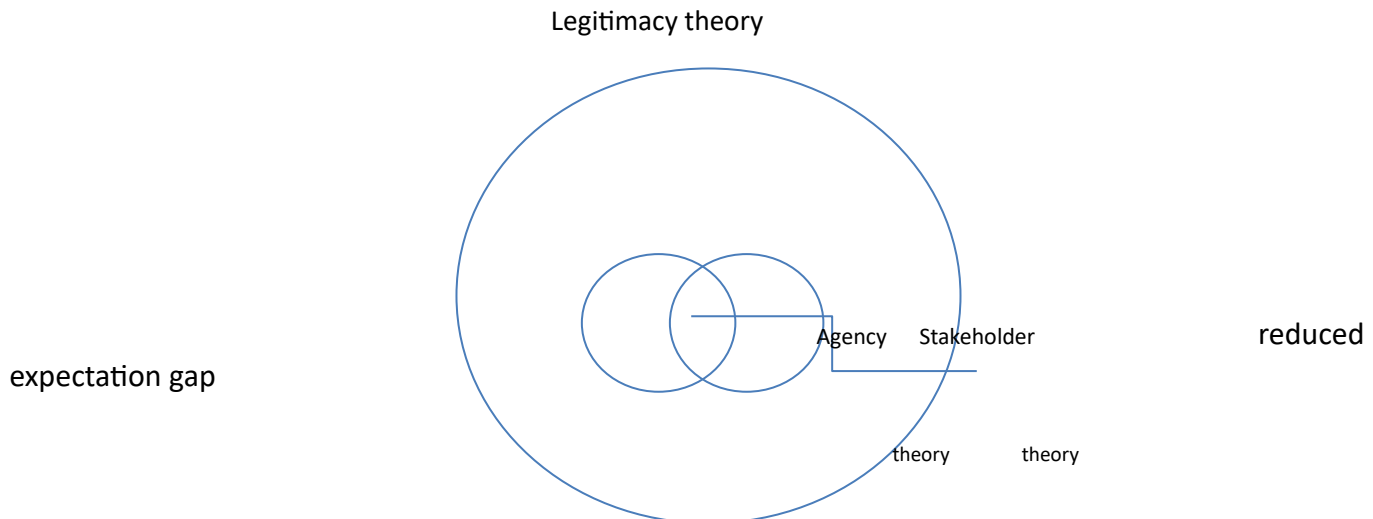 Legitimacy theory
Agency Stakeholder reduced
expectation gap
theory theory